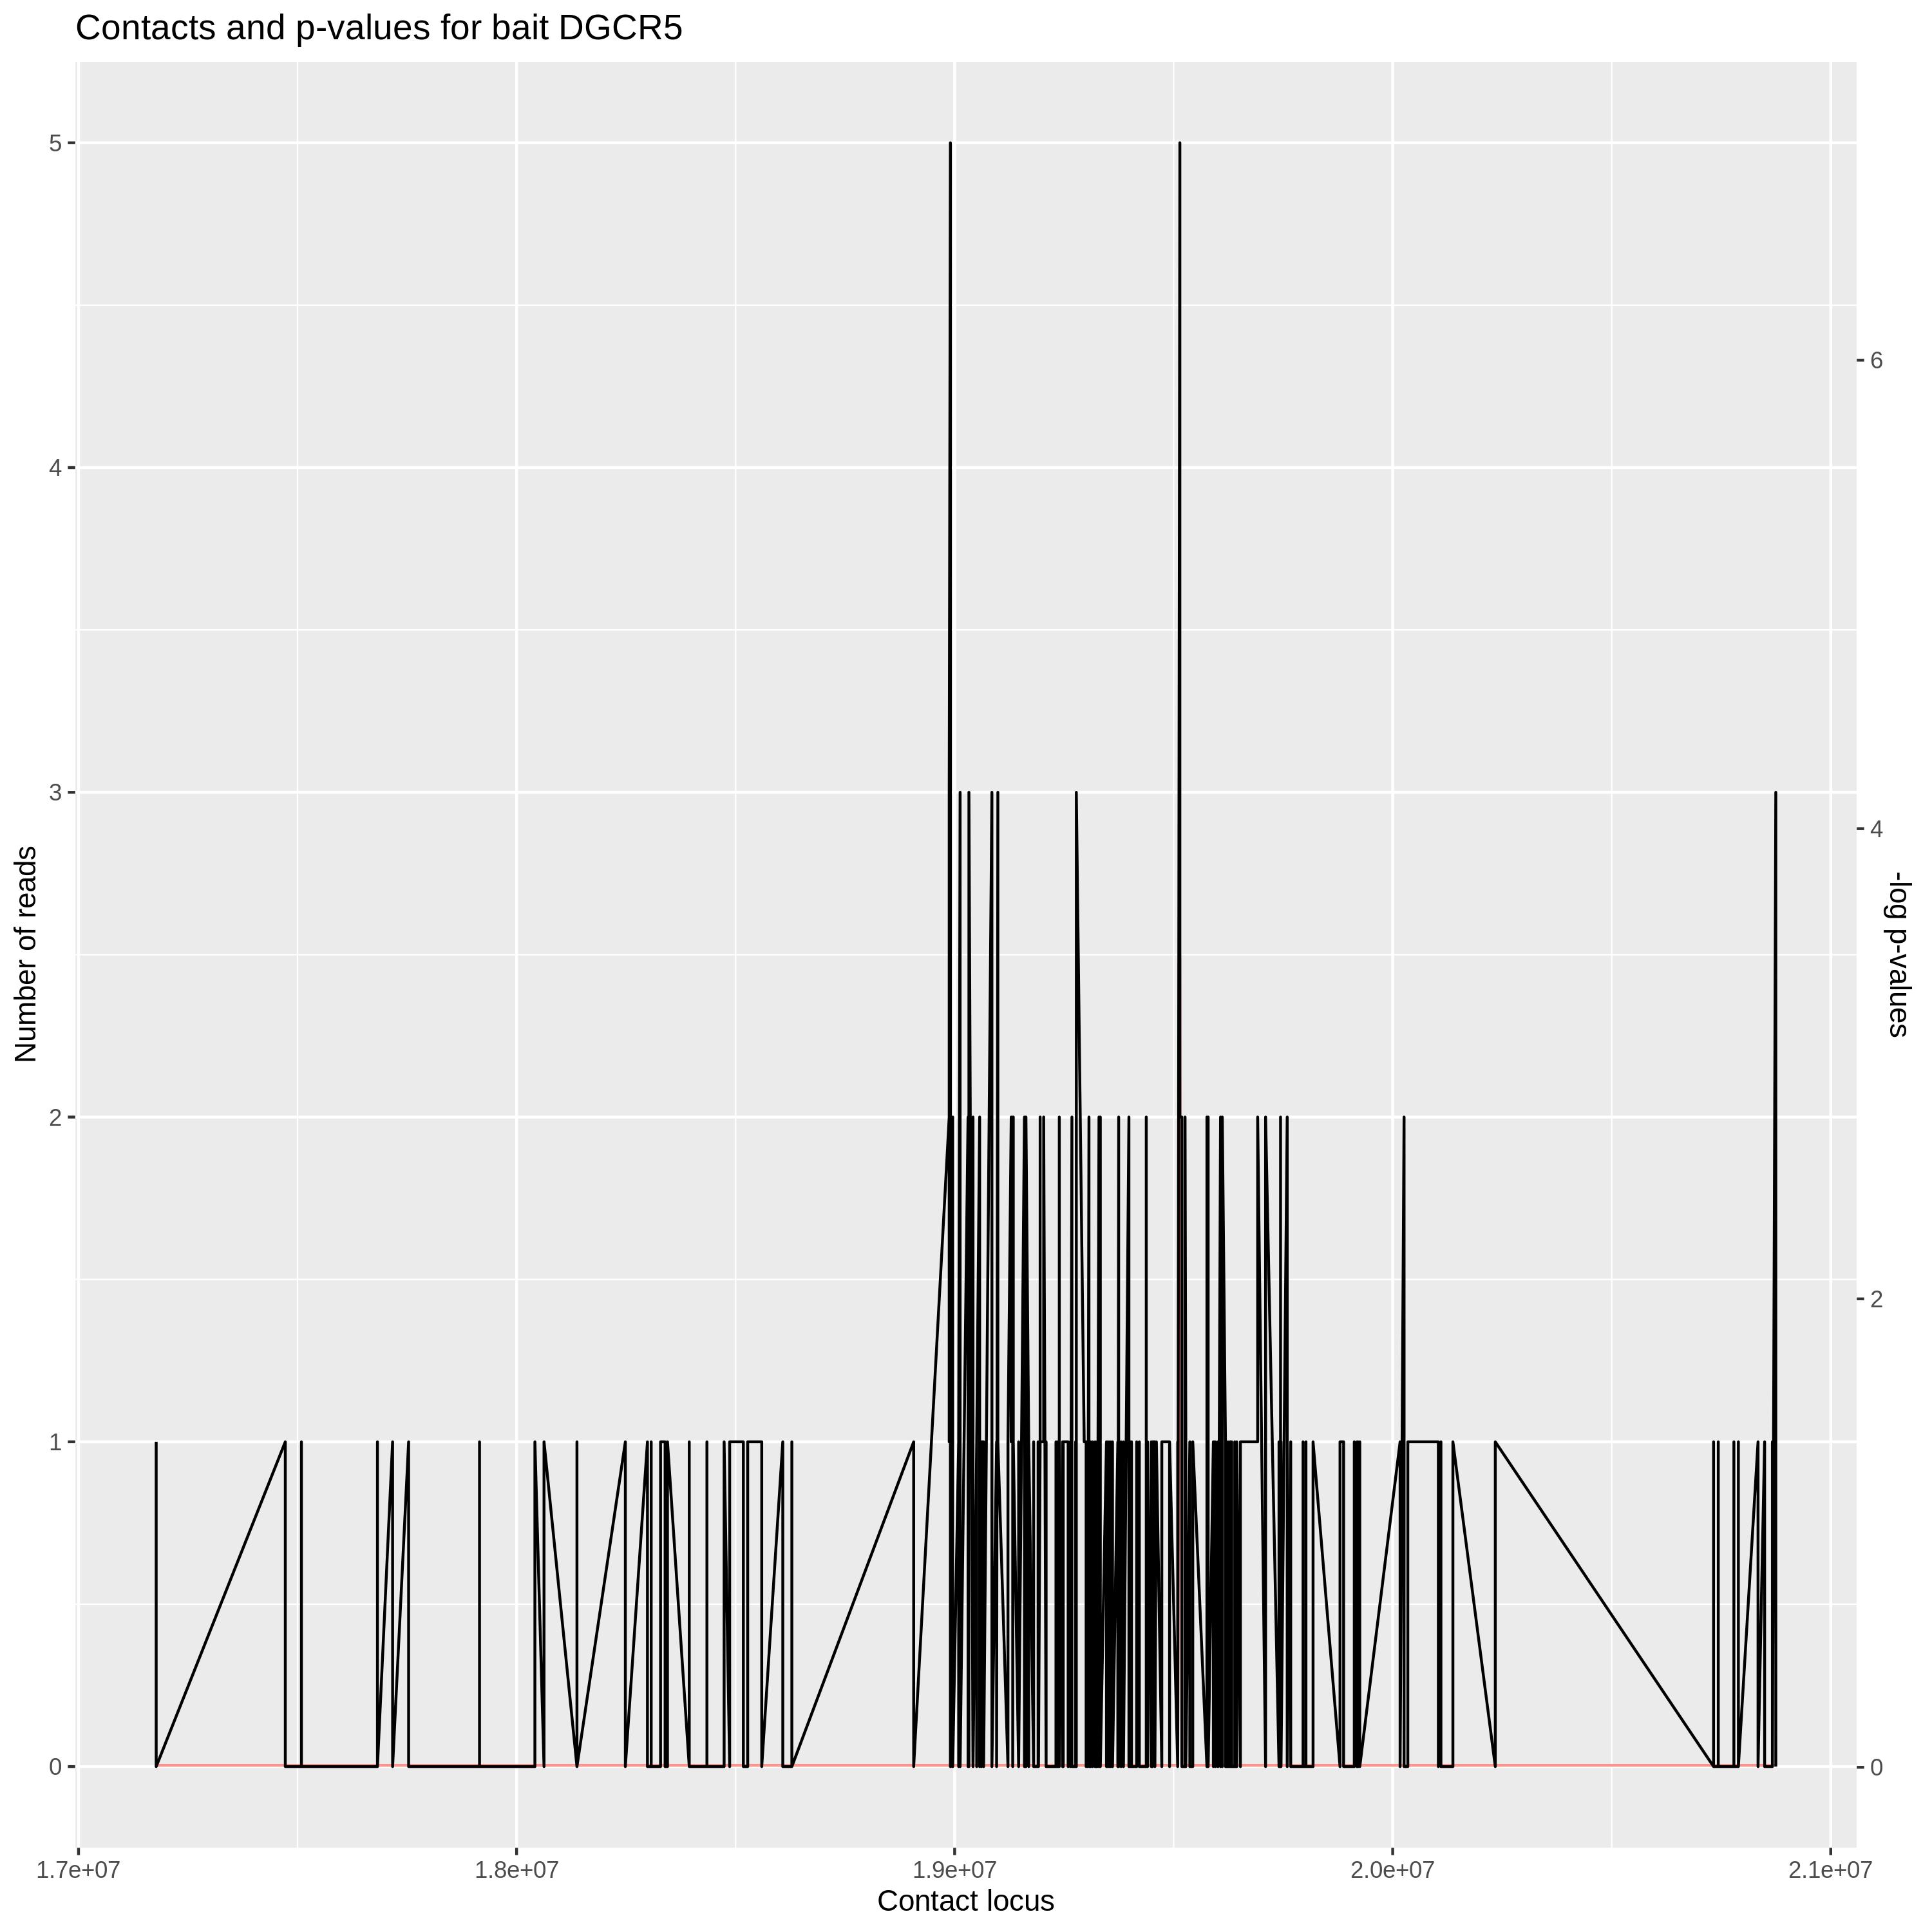 Contacts and p-values for bait DGCR5
5
4
3
2
1
0
Number of reads
6
4
2
0
-log p-values
1.7e+07 1.8e+07 1.9e+07 2.0e+07 2.1e+07
Contact locus